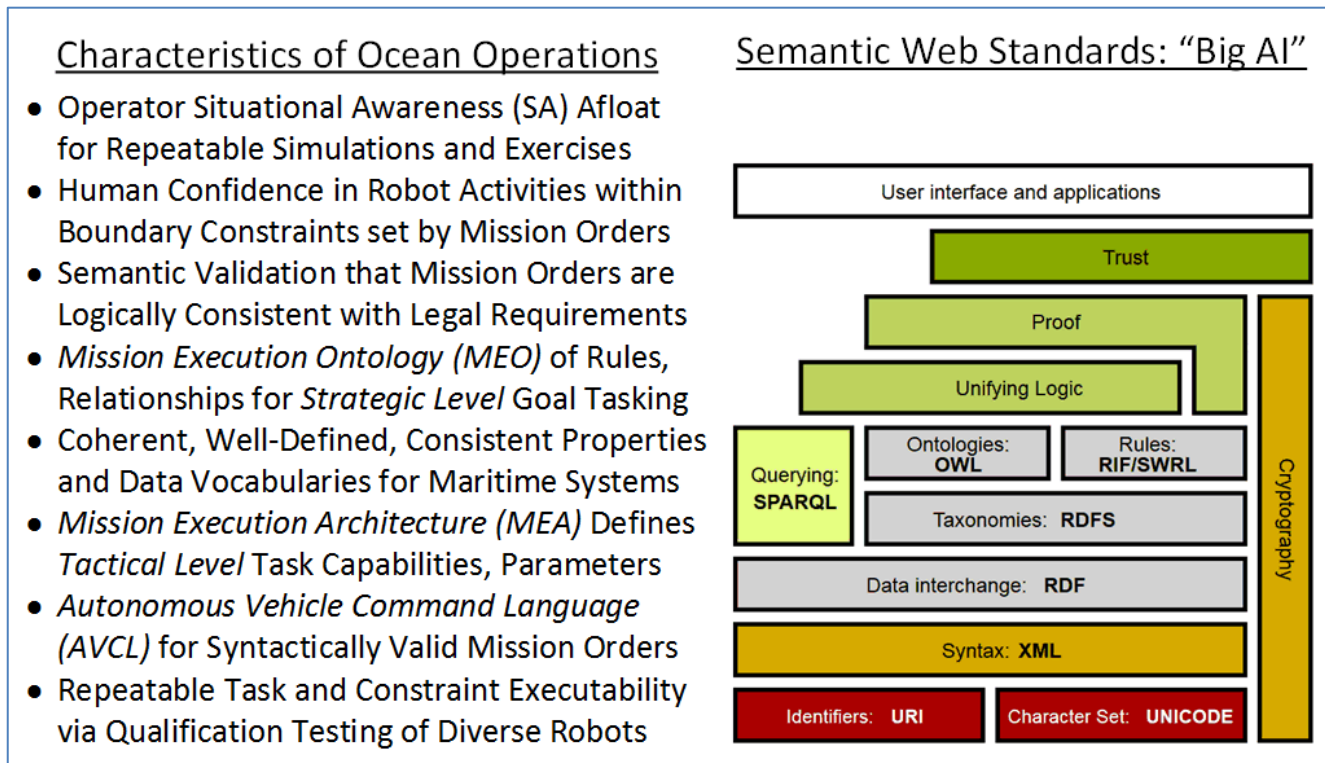 Characteristics of Ocean Operations
● Operator Situational Awareness (SA) Afloat
for Repeatable Simulations and Exercises
● Human Confidence in Robot Activities within
Boundary Constraints set by Mission Orders
● Semantic Validation that Mission Orders are
Logically Consistent with Legal Requirements
● Mission Execution Ontology (MEO) of Rules,
Relationships for Strategic Level Goal Tasking
● Coherent, Well-Defined, Consistent Properties
and Data Vocabularies for Maritime Systems
● Mission Execution Architecture (MEA) Defines
Tactical Level Task Capabilities, Parameters
● Autonomous Vehicle Command Language
(AVCL) for Syntactically Valid Mission Orders
● Repeatable Task and Constraint Executability
via Qualification Testing of Diverse Robots
Semantic Web Standards: “Big AI”
User interface and applications
Trust
Proof
Unifying Logic
Querying:
SPARQL
Ontologies:
OWL
Rules:
RIF/SWRL
Taxonomies: RDFS
Data interchange: RDF
Syntax: XML
Identifiers: URI
Character Set: UNICODE
Cryptography